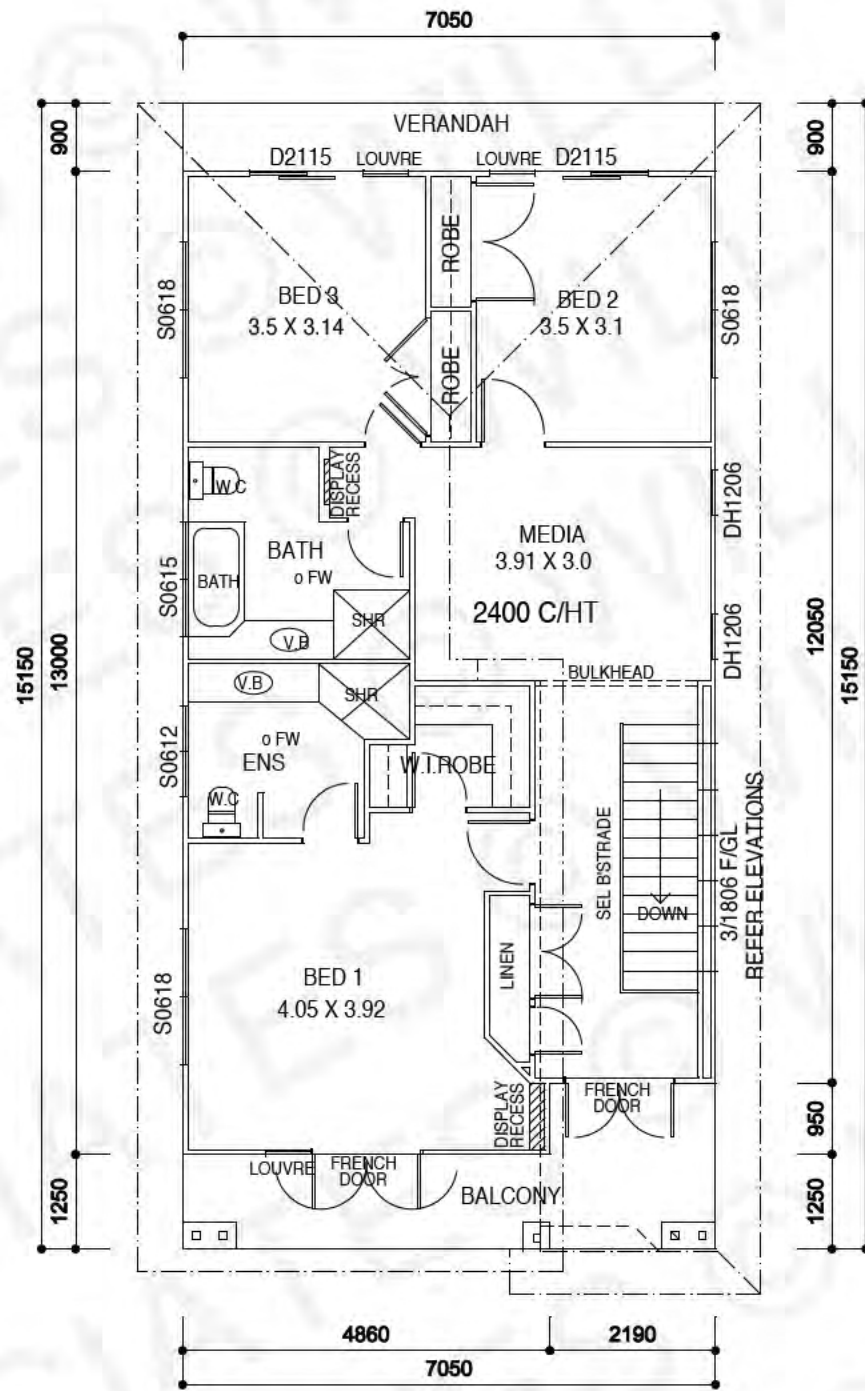 7050
900
900
VERANDAH
D2115
LOUVRE
LOUVRE
D2115
ROBE
BED 3
3.5 X 3.14
BED 2
3.5 X 3.1
S0618
S0618
ROBE
15150
13000
12050
15150
W.C
DISPLAY
RECESS
DH1206
MEDIA
3.91 X 3.0
BATH
o FW
BATH
S0615
2400 C/HT
SHR
DH1206
V.B
BULKHEAD
V.B
SHR
o FW
ENS
S0612
W.I.ROBE
W.C
SEL B'STRADE
3/1806 F/GL
REFER ELEVATIONS
DOWN
LINEN
BED 1
4.05 X 3.92
S0618
FRENCH
DOOR
DISPLAY
RECESS
950
LOUVRE
FRENCH
DOOR
BALCONY
1250
1250
4860
2190
7050